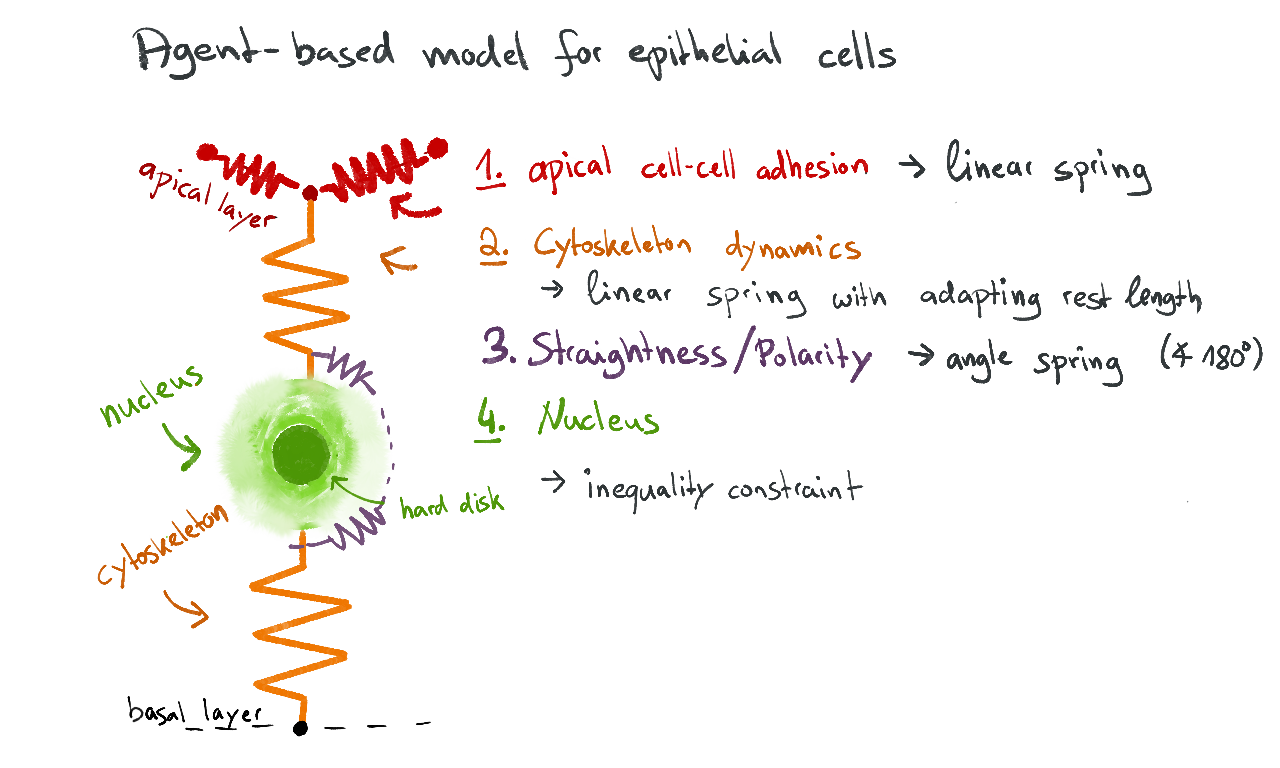 Agent-based model for epithelial cells
apical layer
1. apical cell-cell adhesion → linear spring
2. Cytoskeleton dynamics
→ linear spring with adapting rest length
3. Straightness/Polarity → angle spring (∡ 180°)
nucleus
4. Nucleus
→ inequality constraint
hard disk
cytoskeleton
basal layer